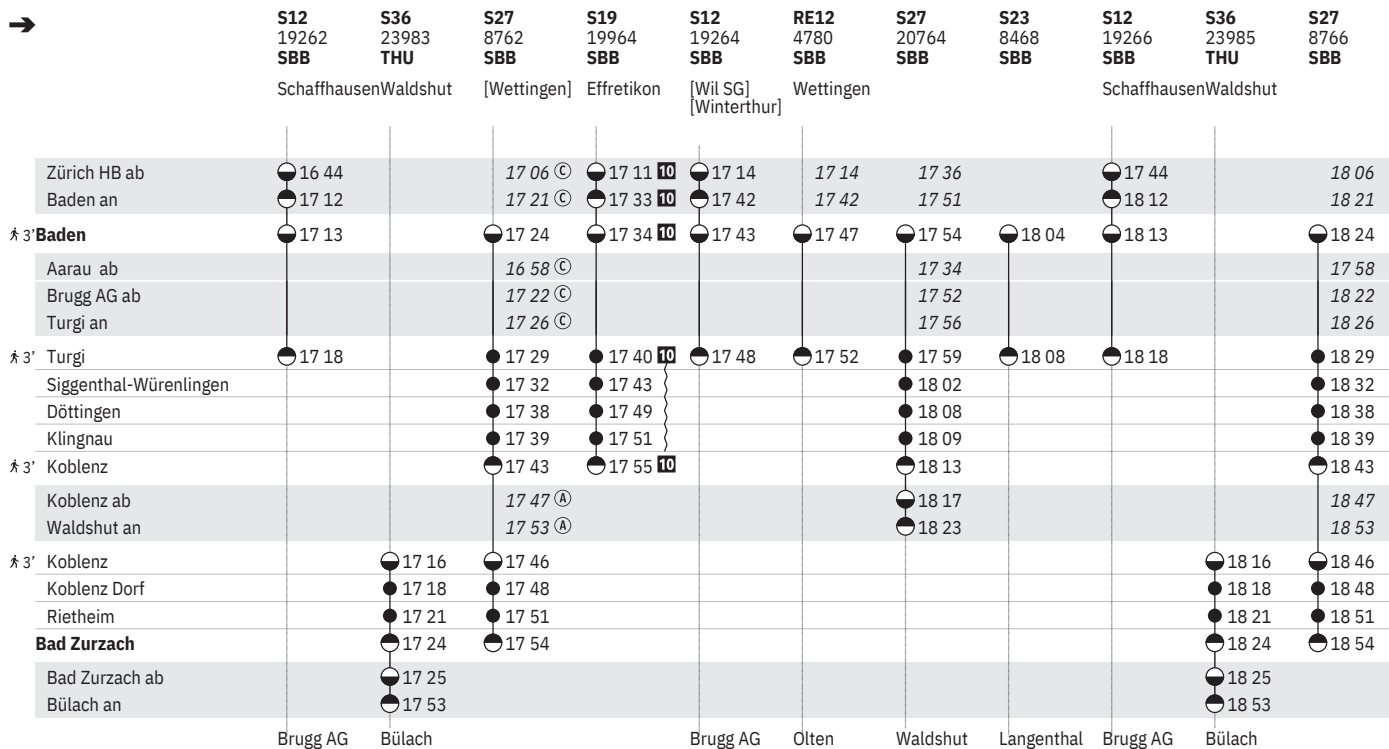 ➔ S12 S36 S27 S19 S12 RE12 S27 S23 S12 S36 S27
19262 23983 8762 19964 19264 4780 20764 8468 19266 23985 8766
SBB THU SBB SBB SBB SBB SBB SBB SBB THU SBB
Schaffhausen Waldshut [Wettingen] Effretikon [Wil SG] Wettingen Schaffhausen Waldshut
[Winterthur]
Zürich HB ab 16 44 17 06 Ⓒ 17 11 10 17 14 17 14 17 36 17 44 18 06
Baden an 17 12 17 21 Ⓒ 17 33 10 17 42 17 42 17 51 18 12 18 21
3’ Baden 17 13 17 24 17 34 10 17 43 17 47 17 54 18 04 18 13 18 24
Aarau ab 16 58 Ⓒ 17 34 17 58
Brugg AG ab 17 22 Ⓒ 17 52 18 22
Turgi an 17 26 Ⓒ 17 56 18 26
3’ Turgi 17 18 17 29 17 40 10 17 48 17 52 17 59 18 08 18 18 18 29
Siggenthal-Würenlingen 17 32 17 43 18 02 18 32
Döttingen 17 38 17 49 18 08 18 38
Klingnau 17 39 17 51 18 09 18 39
3’ Koblenz 17 43 17 55 10 18 13 18 43
Koblenz ab 17 47 Ⓐ 18 17 18 47
Waldshut an 17 53 Ⓐ 18 23 18 53
3’ Koblenz 17 16 17 46 18 16 18 46
Koblenz Dorf 17 18 17 48 18 18 18 48
Rietheim 17 21 17 51 18 21 18 51
Bad Zurzach 17 24 17 54 18 24 18 54
Bad Zurzach ab 17 25 18 25
Bülach an 17 53 18 53
Brugg AG Bülach Brugg AG Olten Waldshut Langenthal Brugg AG Bülach